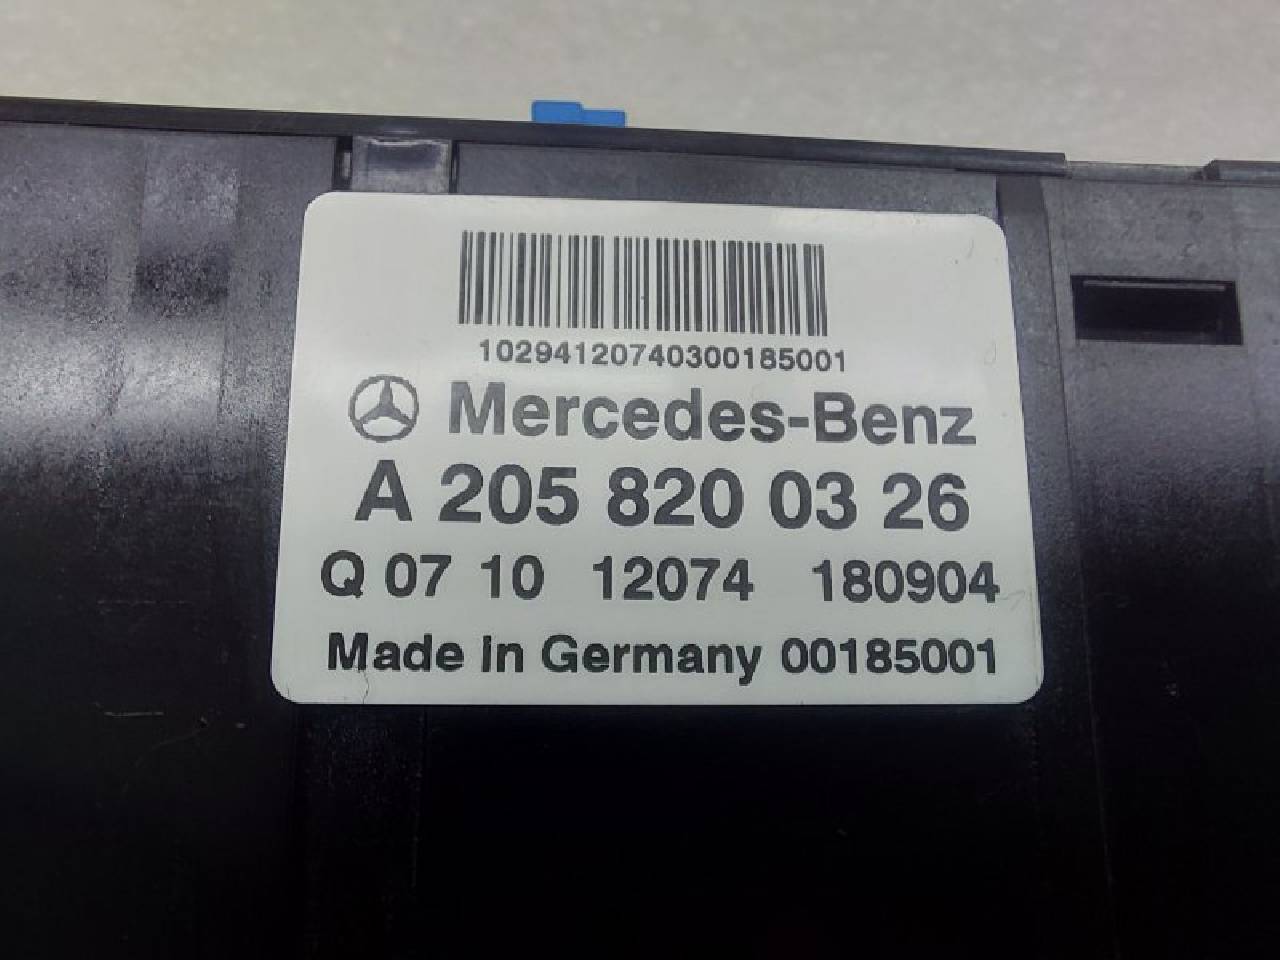 10294120740300185001
Mercedes-Benz
A 205 820 03 26
Q 07 10 12074 180904
Made In Germany 00185001